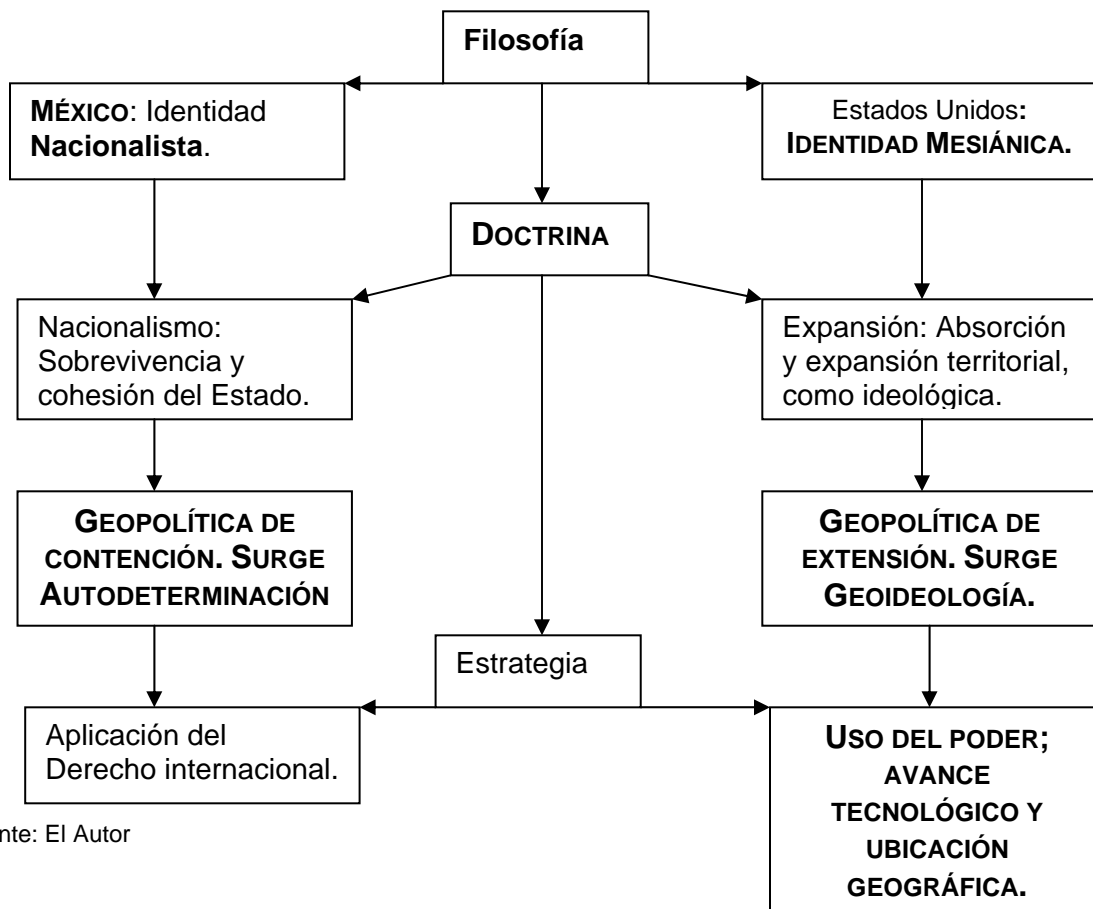 Filosofía
MÉXICO: Identidad
Nacionalista.
Estados Unidos:
IDENTIDAD MESIÁNICA.
DOCTRINA
Nacionalismo:
Sobrevivencia y
cohesión del Estado.
Expansión: Absorción
y expansión territorial,
como ideológica.
GEOPOLÍTICA DE
CONTENCIÓN. SURGE
AUTODETERMINACIÓN
GEOPOLÍTICA DE
EXTENSIÓN. SURGE
GEOIDEOLOGÍA.
Estrategia
Aplicación del
Derecho internacional.
USO DEL PODER;
AVANCE
TECNOLÓGICO Y
UBICACIÓN
GEOGRÁFICA.
nte: El Autor